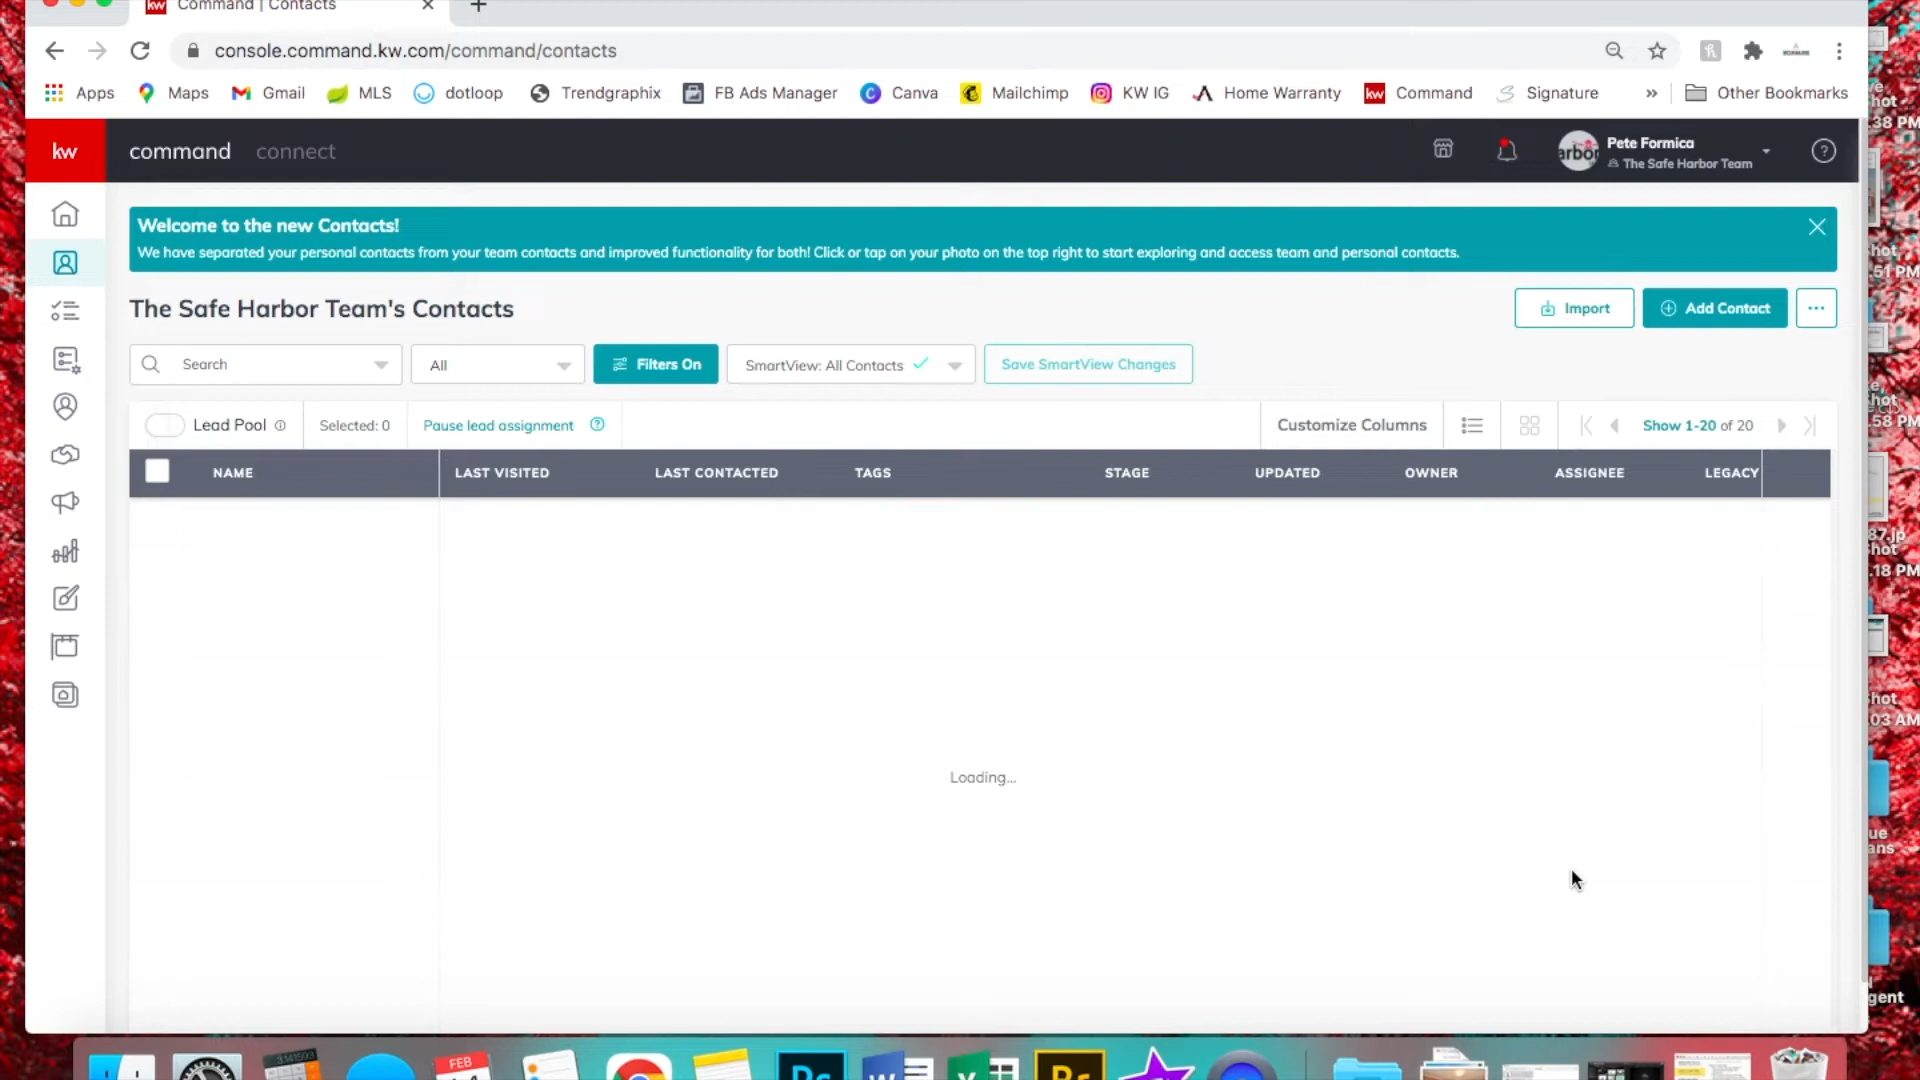 kw Command | Contacts
console.command.kw.com/command/contacts
Apps Maps Gmail MLS dotloop Trendgraphix FB Ads Manager Canva Mailchimp KW IG Home Warranty Command Signature » Other Bookmarks
kw command connect
Pete Formica
The Safe Harbor Team
Welcome to the new Contacts!
We have separated your personal contacts from your team contacts and improved functionality for both! Click or tap on your photo on the top right to start exploring and access team and personal contacts.
The Safe Harbor Team's Contacts
Import
Add Contact
Search
All
Filters On
SmartView: All Contacts
Save SmartView Changes
Lead Pool
Selected: 0
Pause lead assignment
Customize Columns
Show 1-20 of 20
NAME LAST VISITED LAST CONTACTED TAGS STAGE UPDATED OWNER ASSIGNEE LEGACY
Loading...
FEB